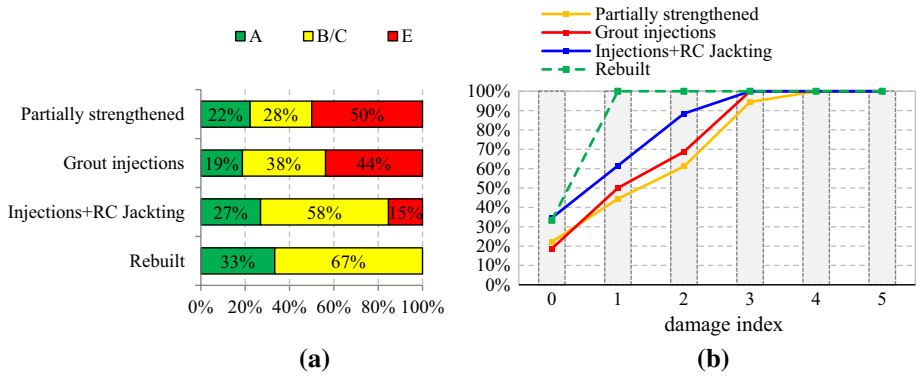 A B/C E
Partially strengthened 22% 28% 50%
Grout injections 19% 38% 44%
Injections+RC Jackting 27% 58% 15%
Rebuilt 33% 67%
0% 20% 40% 60% 80% 100%
(a)
Partially strengthened
Grout injections
Injections+RC Jackting
Rebuilt
100%
90%
80%
70%
60%
50%
40%
30%
20%
10%
0%
0 1 2 3 4 5
damage index
(b)